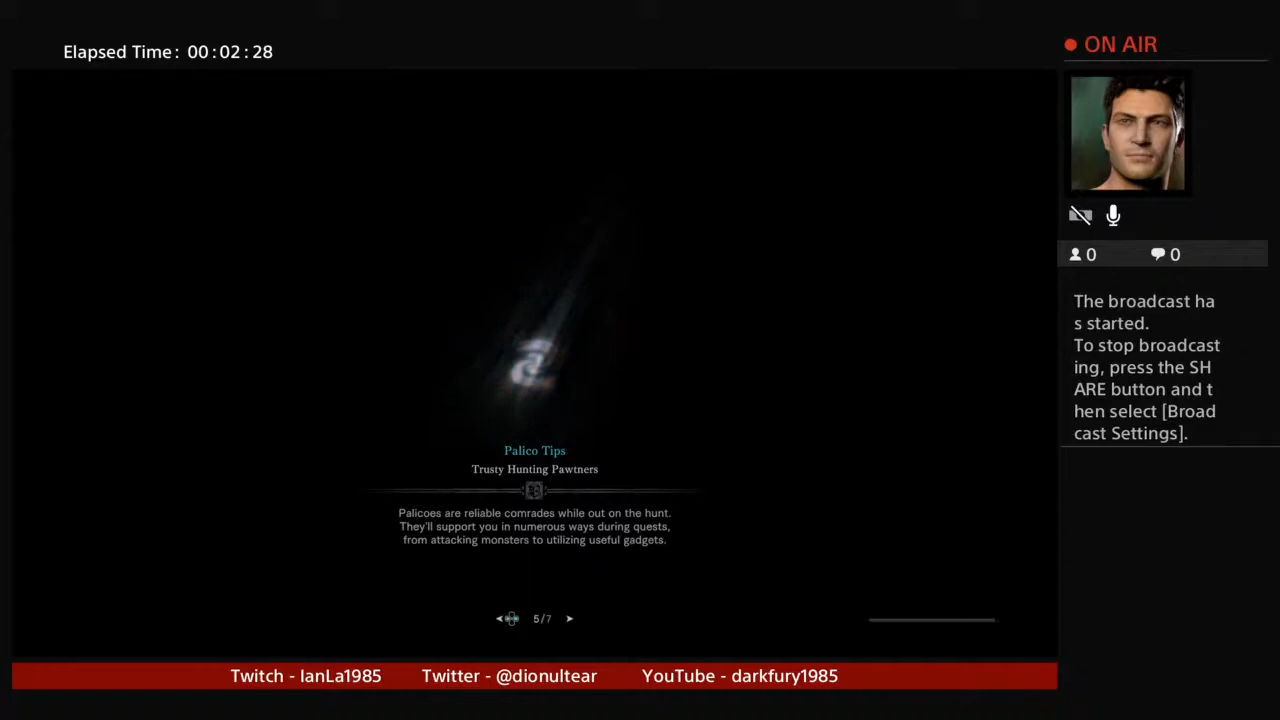 Elapsed Time: 00:02:28
ON AIR
0 0
The broadcast ha
s started.
To stop broadcast
ing, press the SH
ARE button and t
hen select [Broad
cast Settings].
Palico Tips
Trusty Hunting Pawtners
Palicoes are reliable comrades while out on the hunt.
They'll support you in numerous ways during quests,
from attacking monsters to utilizing useful gadgets.
5/7
Twitch - IanLa1985 Twitter - @dionultear YouTube - darkfury1985